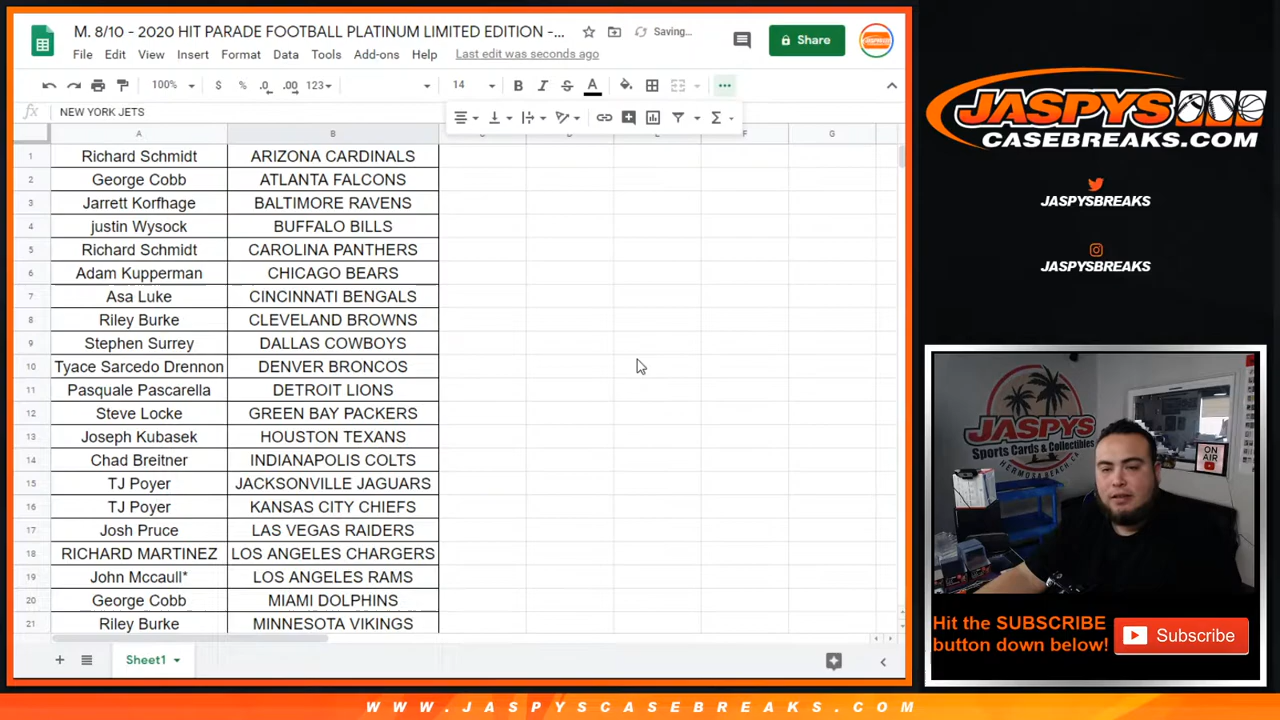 M. 8/10 - 2020 HIT PARADE FOOTBALL PLATINUM LIMITED EDITION -...
Saving...
Share
File Edit View Insert Format Data Tools Add-ons Help Last edit was seconds ago
100% $ % .0 .00 123 14 B I S A
fx NEW YORK JETS
A B C D E F G
1 Richard Schmidt ARIZONA CARDINALS
2 George Cobb ATLANTA FALCONS
3 Jarrett Korfhage BALTIMORE RAVENS
4 justin Wysock BUFFALO BILLS
5 Richard Schmidt CAROLINA PANTHERS
6 Adam Kupperman CHICAGO BEARS
7 Asa Luke CINCINNATI BENGALS
8 Riley Burke CLEVELAND BROWNS
9 Stephen Surrey DALLAS COWBOYS
10 Tyace Sarcedo Drennon DENVER BRONCOS
11 Pasquale Pascarella DETROIT LIONS
12 Steve Locke GREEN BAY PACKERS
13 Joseph Kubasek HOUSTON TEXANS
14 Chad Breitner INDIANAPOLIS COLTS
15 TJ Poyer JACKSONVILLE JAGUARS
16 TJ Poyer KANSAS CITY CHIEFS
17 Josh Pruce LAS VEGAS RAIDERS
18 RICHARD MARTINEZ LOS ANGELES CHARGERS
19 John Mccaull* LOS ANGELES RAMS
20 George Cobb MIAMI DOLPHINS
21 Riley Burke MINNESOTA VIKINGS
Sheet1
JASPYS
CASEBREAKS.COM
JASPYSBREAKS
JASPYSBREAKS
JASPYS
Sports Cards & Collectibles
HERMOSA BEACH, CA
ON AIR
Hit the SUBSCRIBE
button down below!
Subscribe
WWW.JASPYSCASEBREAKS.COM